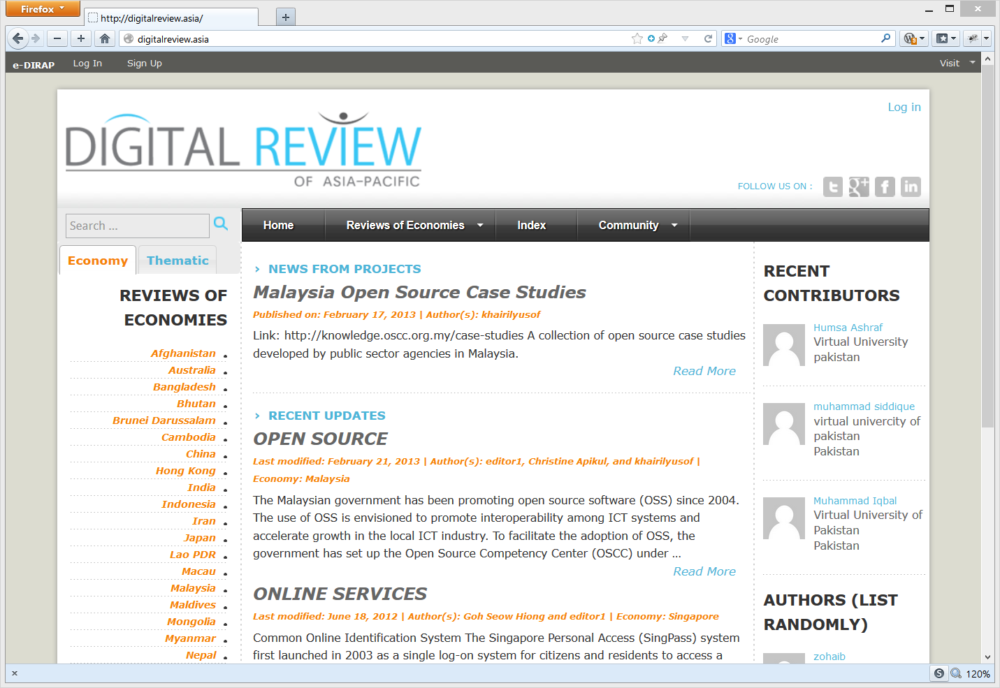 Firefox
http://digitalreview.asia/
digitalreview.asia
Google
e-DIRAP
Log In
Sign Up
Visit
Log in
DIGITAL REVIEW
OF ASIA-PACIFIC
FOLLOW US ON :
Search ...
Home
Reviews of Economies
Index
Community
Economy
Thematic
REVIEWS OF
ECONOMIES
Afghanistan
Australia
Bangladesh
Bhutan
Brunei Darussalam
Cambodia
China
Hong Kong
India
Indonesia
Iran
Japan
Lao PDR
Macau
Malaysia
Maldives
Mongolia
Myanmar
Nepal
NEWS FROM PROJECTS
Malaysia Open Source Case Studies
Published on: February 17, 2013 | Author(s): khairilyusof
Link: http://knowledge.oscc.org.my/case-studies A collection of open source case studies
developed by public sector agencies in Malaysia.
Read More
RECENT UPDATES
OPEN SOURCE
Last modified: February 21, 2013 | Author(s): editor1, Christine Apikul, and khairilyusof |
Economy: Malaysia
The Malaysian government has been promoting open source software (OSS) since 2004.
The use of OSS is envisioned to promote interoperability among ICT systems and
accelerate growth in the local ICT industry. To facilitate the adoption of OSS, the
government has set up the Open Source Competency Center (OSCC) under ...
Read More
ONLINE SERVICES
Last modified: June 18, 2012 | Author(s): Goh Seow Hiong and editor1 | Economy: Singapore
Common Online Identification System The Singapore Personal Access (SingPass) system
first launched in 2003 as a single log-on system for citizens and residents to access a
RECENT
CONTRIBUTORS
Humsa Ashraf
Virtual University
pakistan
muhammad siddique
virtual univercity of
pakistan
Pakistan
Muhammad Iqbal
Virtual University of
Pakistan
Pakistan
AUTHORS (LIST
RANDOMLY)
zohaib
120%